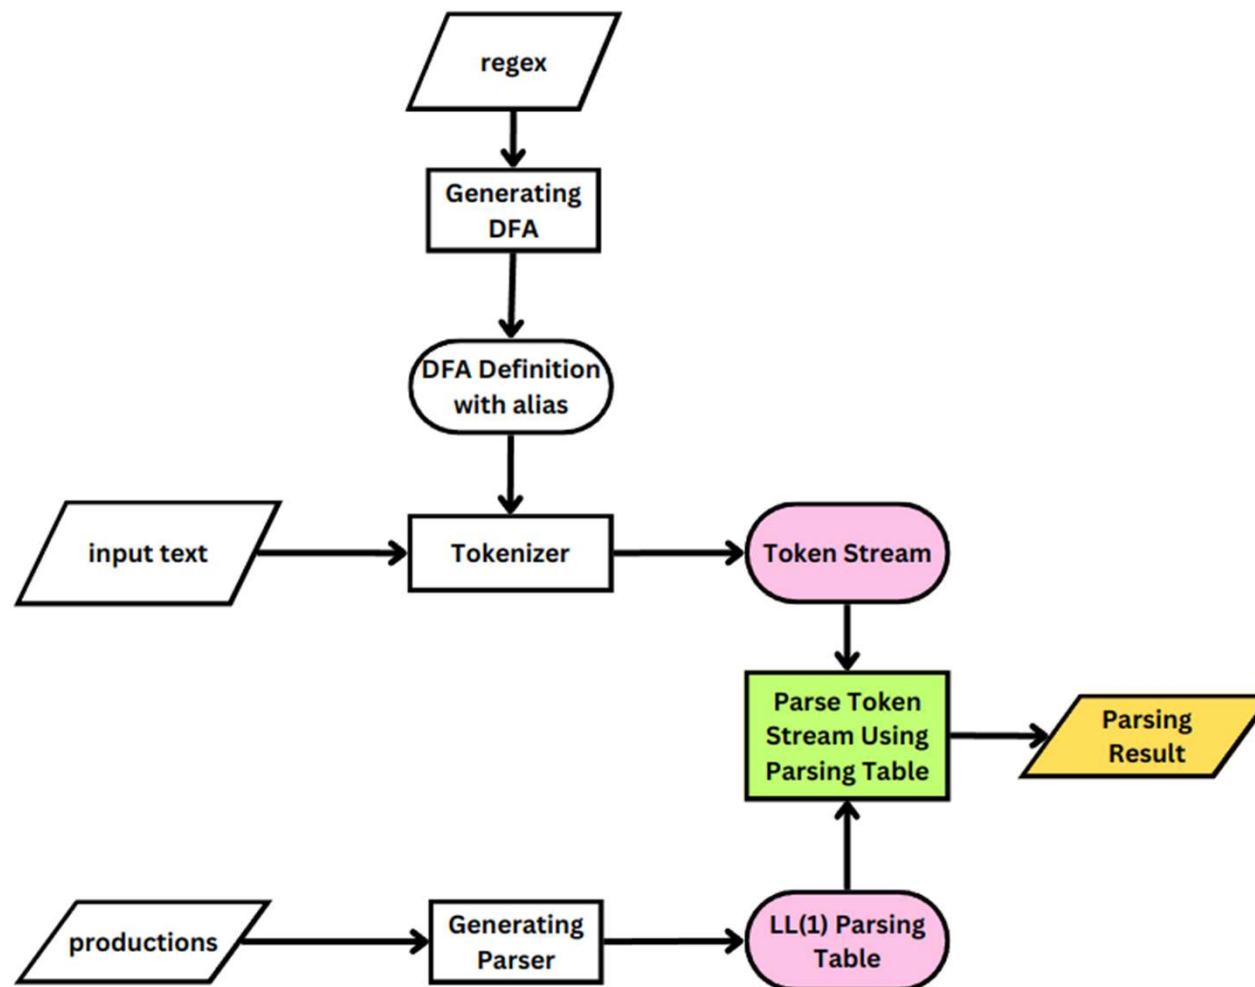 regex
Generating
DFA
DFA Definition
with alias
input text
Tokenizer
Token Stream
Parse Token
Stream Using
Parsing Table
Parsing
Result
productions
Generating
Parser
LL(1) Parsing
Table